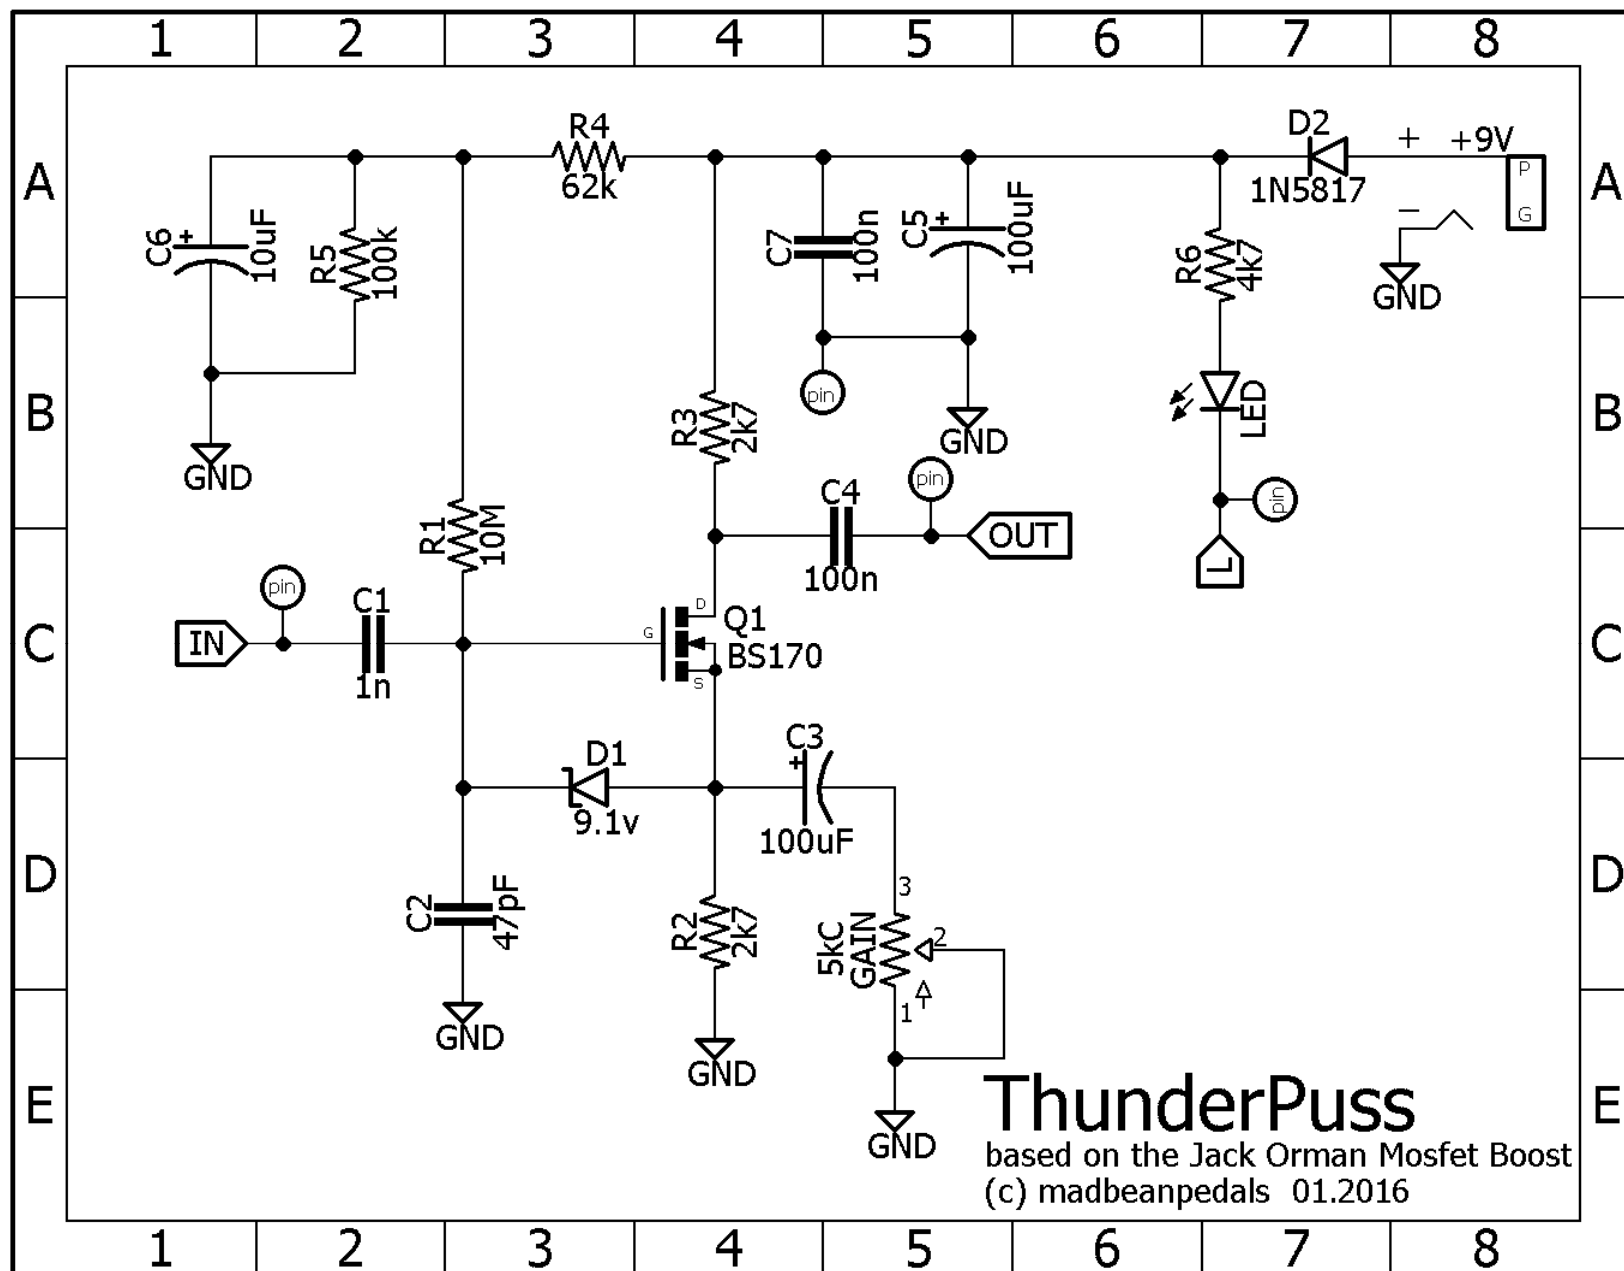 1 2 3 4 5 6 7 8
A A
R4
62k
D2
1N5817
+ +9V
P
G
C6 + 10uF
R5 100k
C7 100n
C5 + 100uF
R6 4k7
−
GND
B B
GND
R3 2k7
pin
GND
LED
pin
pin
C4
100n
OUT
R1 10M
L
C C
pin
IN
C1
1n
D
G
S
Q1
BS170
D1
9.1v
C3
+
100uF
D D
C2 47pF
R2 2k7
5kC
GAIN
3
2
1
GND
GND
GND
E E
ThunderPuss
based on the Jack Orman Mosfet Boost
(c) madbeanpedals 01.2016
1 2 3 4 5 6 7 8